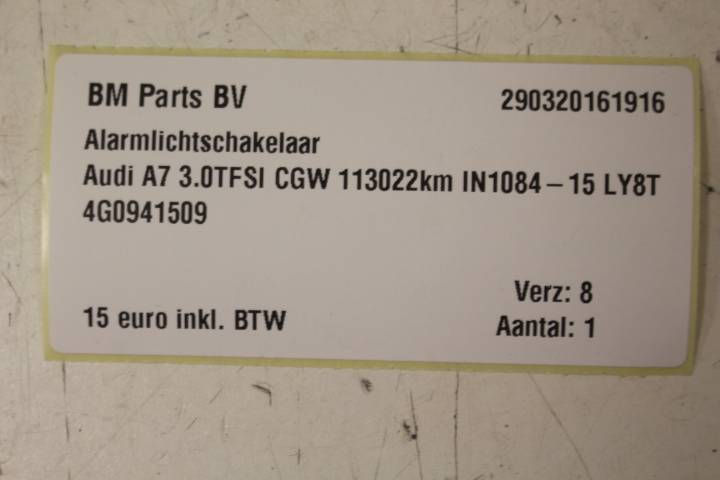 BM Parts BV 290320161916
Alarmlichtschakelaar
Audi A7 3.0TFSI CGW 113022km IN1084-15 LY8T
4G0941509
Verz: 8
15 euro inkl. BTW Aantal: 1